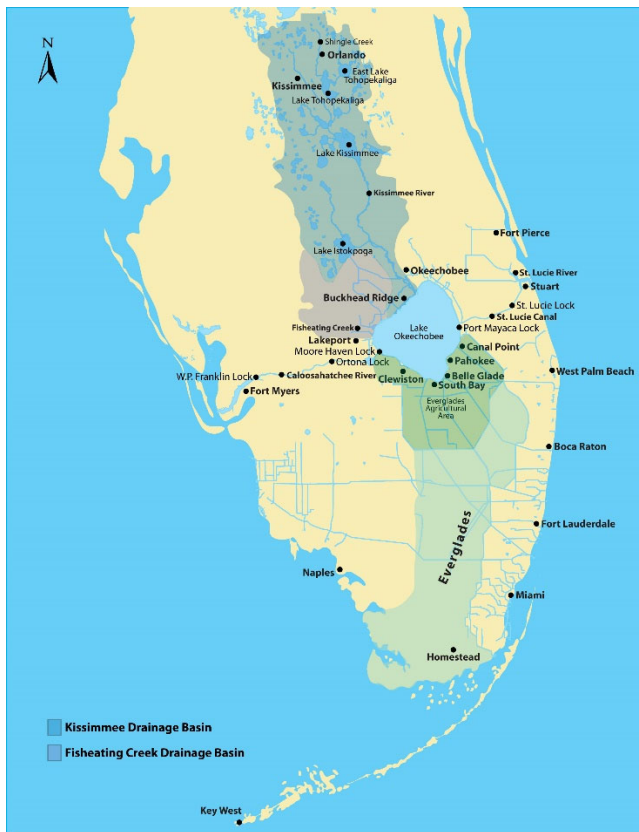 N
Shingle Creek
Orlando
East Lake
Tohopekaliga
Kissimmee
Lake Tohopekaliga
Lake Kissimmee
Kissimmee River
Fort Pierce
Lake Istokpoga
Okeechobee
St. Lucie River
Stuart
Buckhead Ridge
St. Lucie Lock
Lake
Okeechobee
St. Lucie Canal
Fisheating Creek
Port Mayaca Lock
Lakeport
Canal Point
Moore Haven Lock
Pahokee
Ortona Lock
W.P. Franklin Lock
Caloosahatchee River
Clewiston
Belle Glade
West Palm Beach
South Bay
Fort Myers
Everglades
Agricultural
Area
Boca Raton
Everglades
Fort Lauderdale
Naples
Miami
Homestead
Kissimmee Drainage Basin
Fisheating Creek Drainage Basin
Key West